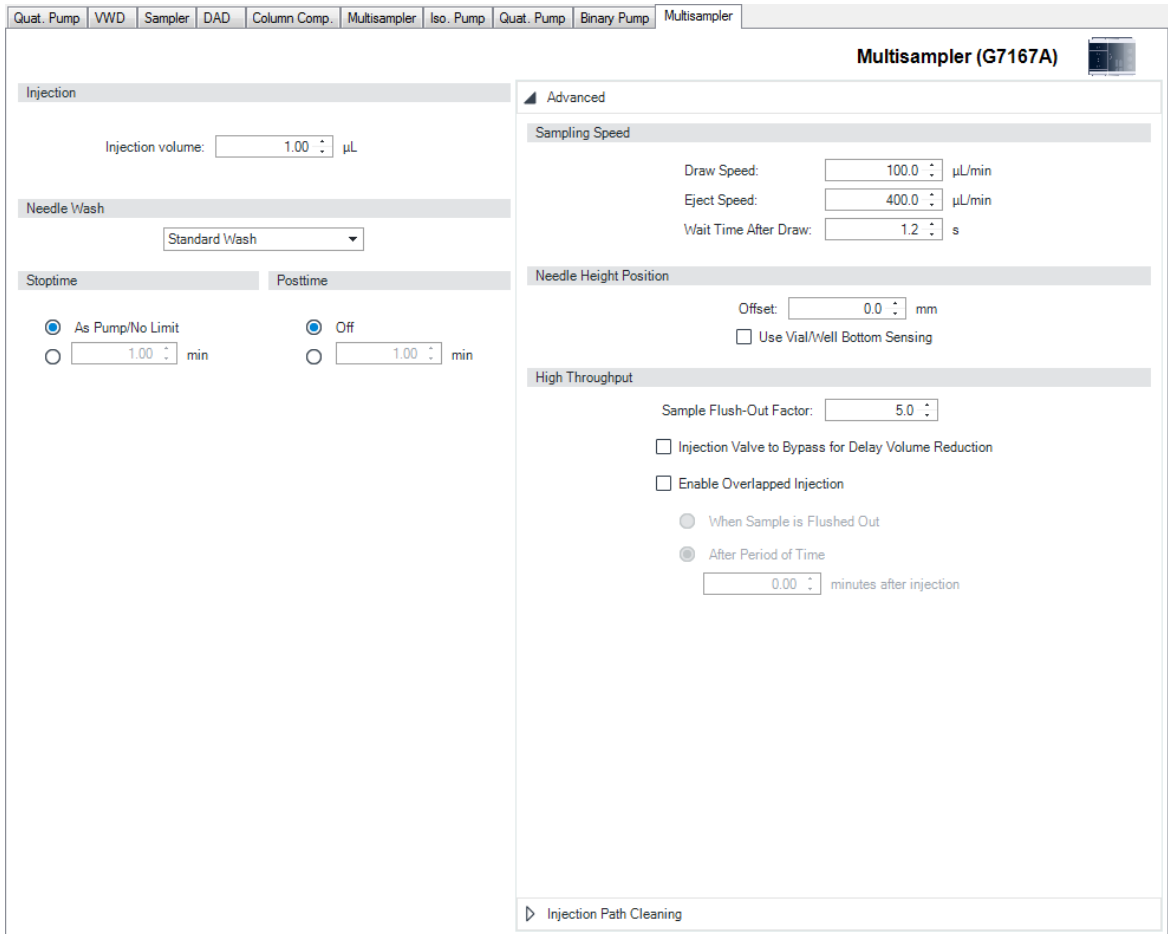 Quat. Pump VWD Sampler DAD Column Comp. Multisampler Iso. Pump Quat. Pump Binary Pump Multisampler
Multisampler (G7167A)
Injection
Injection volume: 1.00 µL
Needle Wash
Standard Wash
Stoptime Posttime
As Pump/No Limit Off
1.00 min 1.00 min
Advanced
Sampling Speed
Draw Speed: 100.0 µL/min
Eject Speed: 400.0 µL/min
Wait Time After Draw: 1.2 s
Needle Height Position
Offset: 0.0 mm
Use Vial/Well Bottom Sensing
High Throughput
Sample Flush-Out Factor: 5.0
Injection Valve to Bypass for Delay Volume Reduction
Enable Overlapped Injection
When Sample is Flushed Out
After Period of Time
0.00 minutes after injection
Injection Path Cleaning